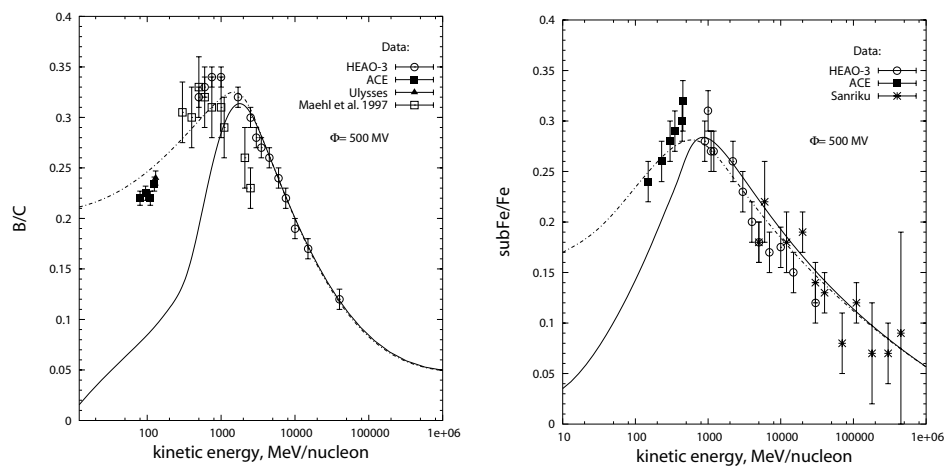 0.4
0.35
0.3
0.25
0.2
0.15
0.1
0.05
0
B/C
100
1000
10000
100000
1e+06
kinetic energy, MeV/nucleon
Data:
HEAO-3
ACE
Ulysses
Maehl et al. 1997
Φ= 500 MV
0.4
0.35
0.3
0.25
0.2
0.15
0.1
0.05
0
subFe/Fe
10
100
1000
10000
100000
1e+06
kinetic energy, MeV/nucleon
Data:
HEAO-3
ACE
Sanriku
Φ= 500 MV